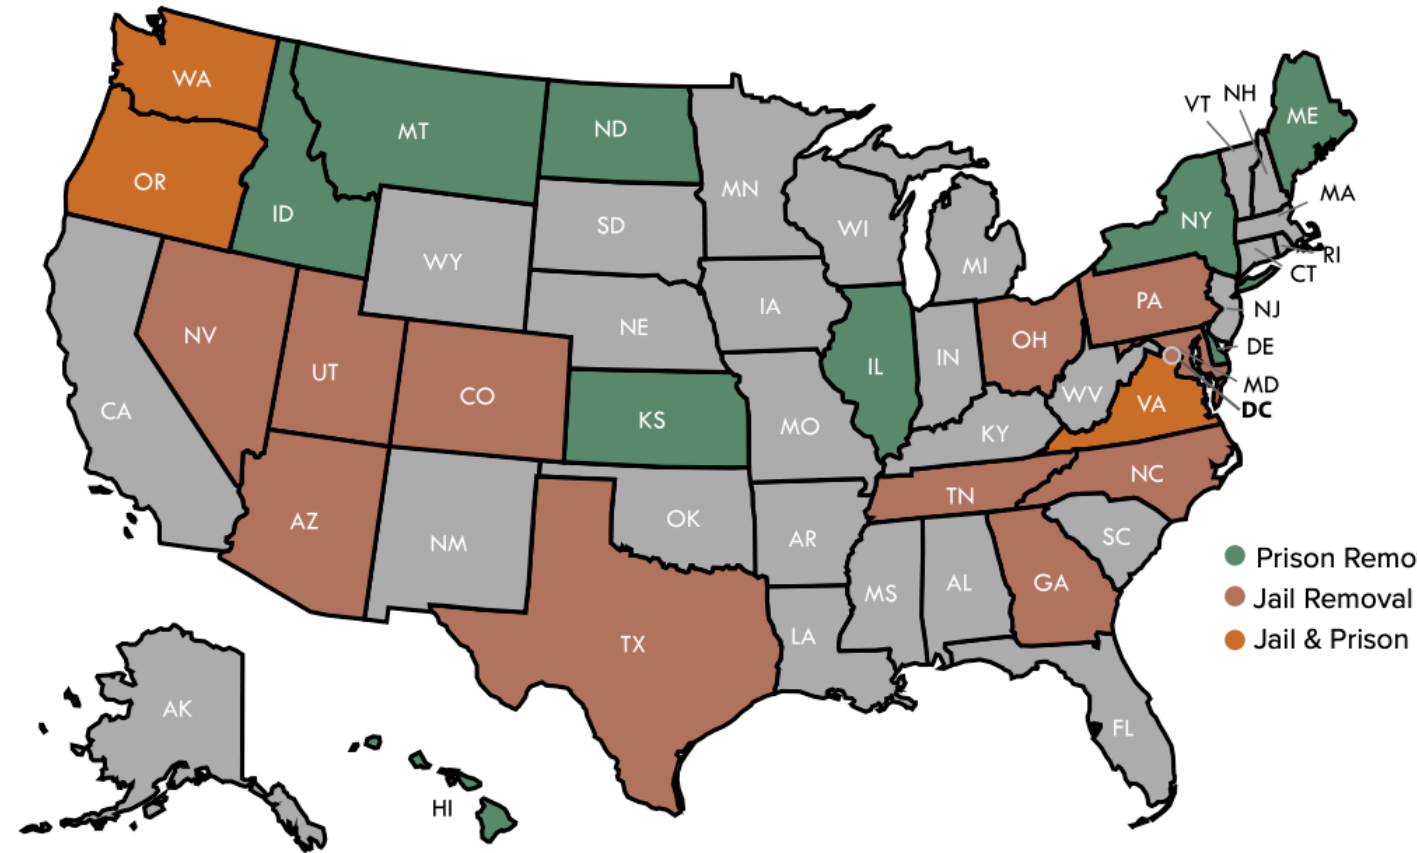 WA
OR
ID
MT
ND
MN
SD
WY
NE
IA
WI
MI
VT
NH
ME
NY
MA
RI
CT
NJ
DE
MD
DC
PA
OH
IN
IL
WV
VA
KY
NC
TN
SC
CA
NV
UT
CO
KS
MO
AZ
NM
OK
AR
TX
LA
MS
AL
GA
FL
AK
HI
Prison Remo
Jail Removal
Jail & Prison